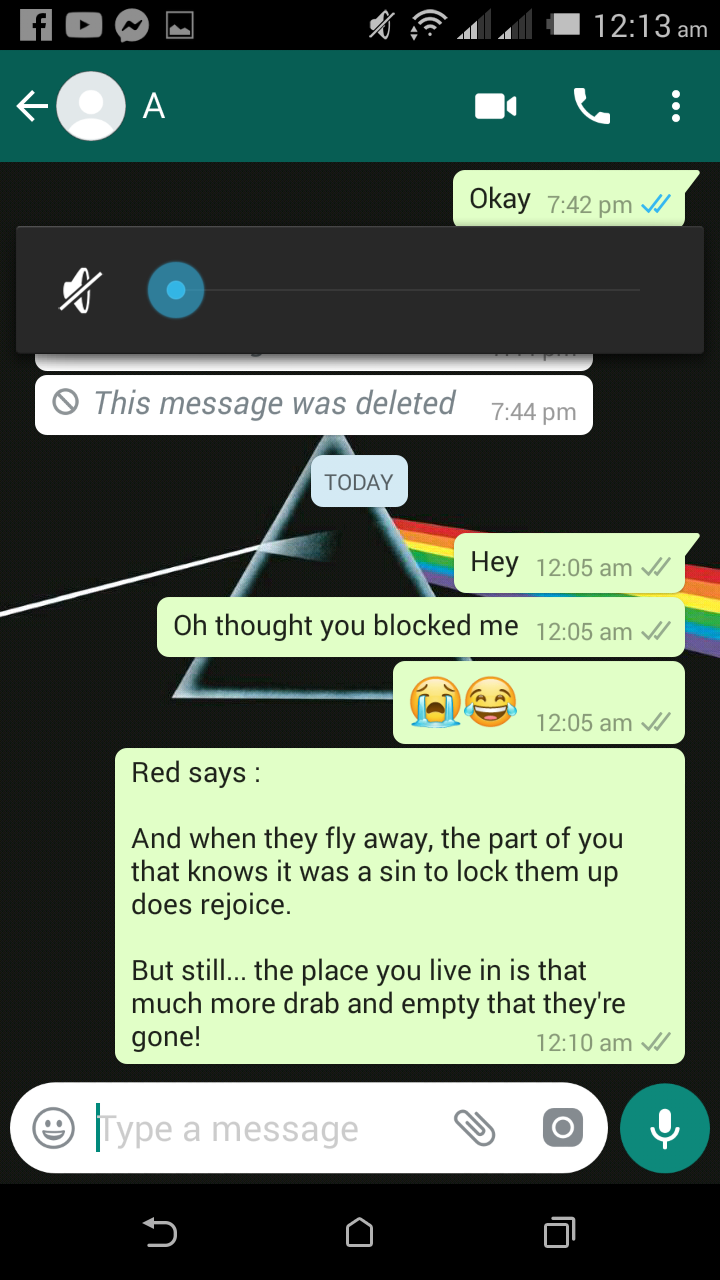 12:13 am
A
Okay 7:42 pm
This message was deleted 7:44 pm
TODAY
Hey 12:05 am
Oh thought you blocked me 12:05 am
😭😂 12:05 am
Red says :
And when they fly away, the part of you
that knows it was a sin to lock them up
does rejoice.
But still... the place you live in is that
much more drab and empty that they're
gone! 12:10 am
Type a message